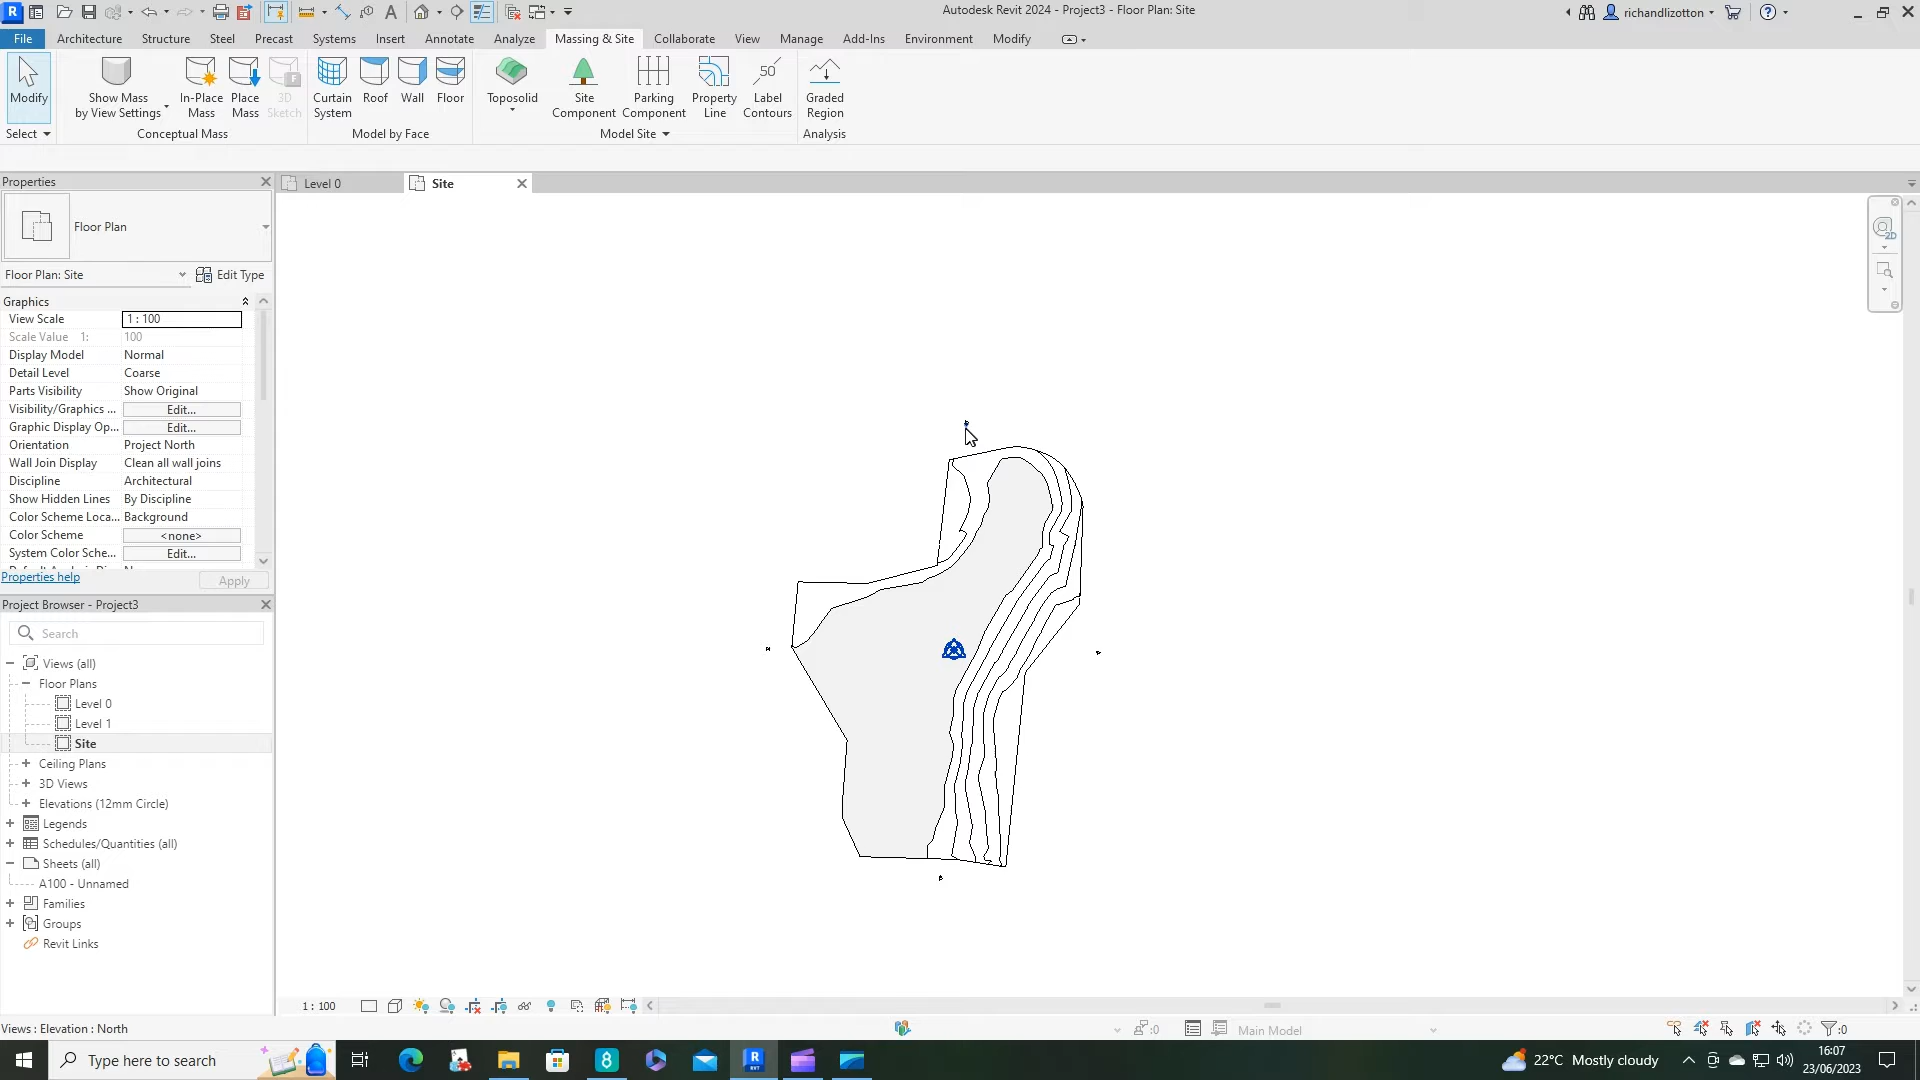 Autodesk Revit 2024 - Project3 - Floor Plan: Site
richandlizotton
File Architecture Structure Steel Precast Systems Insert Annotate Analyze Massing & Site Collaborate View Manage Add-Ins Environment Modify
Modify
Show Mass
by View Settings
In-Place
Mass
Place
Mass
3D
Sketch
Curtain
System
Roof
Wall
Floor
Toposolid
Site
Component
Parking
Component
Property
Line
50
Label
Contours
Graded
Region
Select
Conceptual Mass
Model by Face
Model Site
Analysis
Properties
Level 0
Site
Floor Plan
Floor Plan: Site
Edit Type
Graphics
View Scale 1 : 100
Scale Value 1: 100
Display Model Normal
Detail Level Coarse
Parts Visibility Show Original
Visibility/Graphics ... Edit...
Graphic Display Op... Edit...
Orientation Project North
Wall Join Display Clean all wall joins
Discipline Architectural
Show Hidden Lines By Discipline
Color Scheme Loca... Background
Color Scheme <none>
System Color Sche... Edit...
Properties help
Apply
Project Browser - Project3
Search
Views (all)
Floor Plans
Level 0
Level 1
Site
Ceiling Plans
3D Views
Elevations (12mm Circle)
Legends
Schedules/Quantities (all)
Sheets (all)
A100 - Unnamed
Families
Groups
Revit Links
1 : 100
Views : Elevation : North
:0
Main Model
:0
Type here to search
22°C Mostly cloudy
16:07
23/06/2023